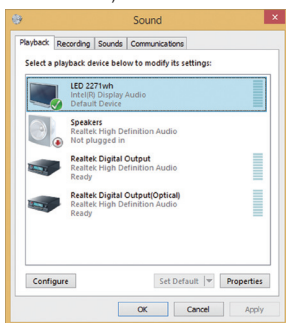 Sound
Playback Recording Sounds Communications
Select a playback device below to modify its settings:
LED 2271wh
Intel(R) Display Audio
Default Device
Speakers
Realtek High Definition Audio
Not plugged in
Realtek Digital Output
Realtek High Definition Audio
Ready
Realtek Digital Output(Optical)
Realtek High Definition Audio
Ready
Configure Set Default Properties
OK Cancel Apply